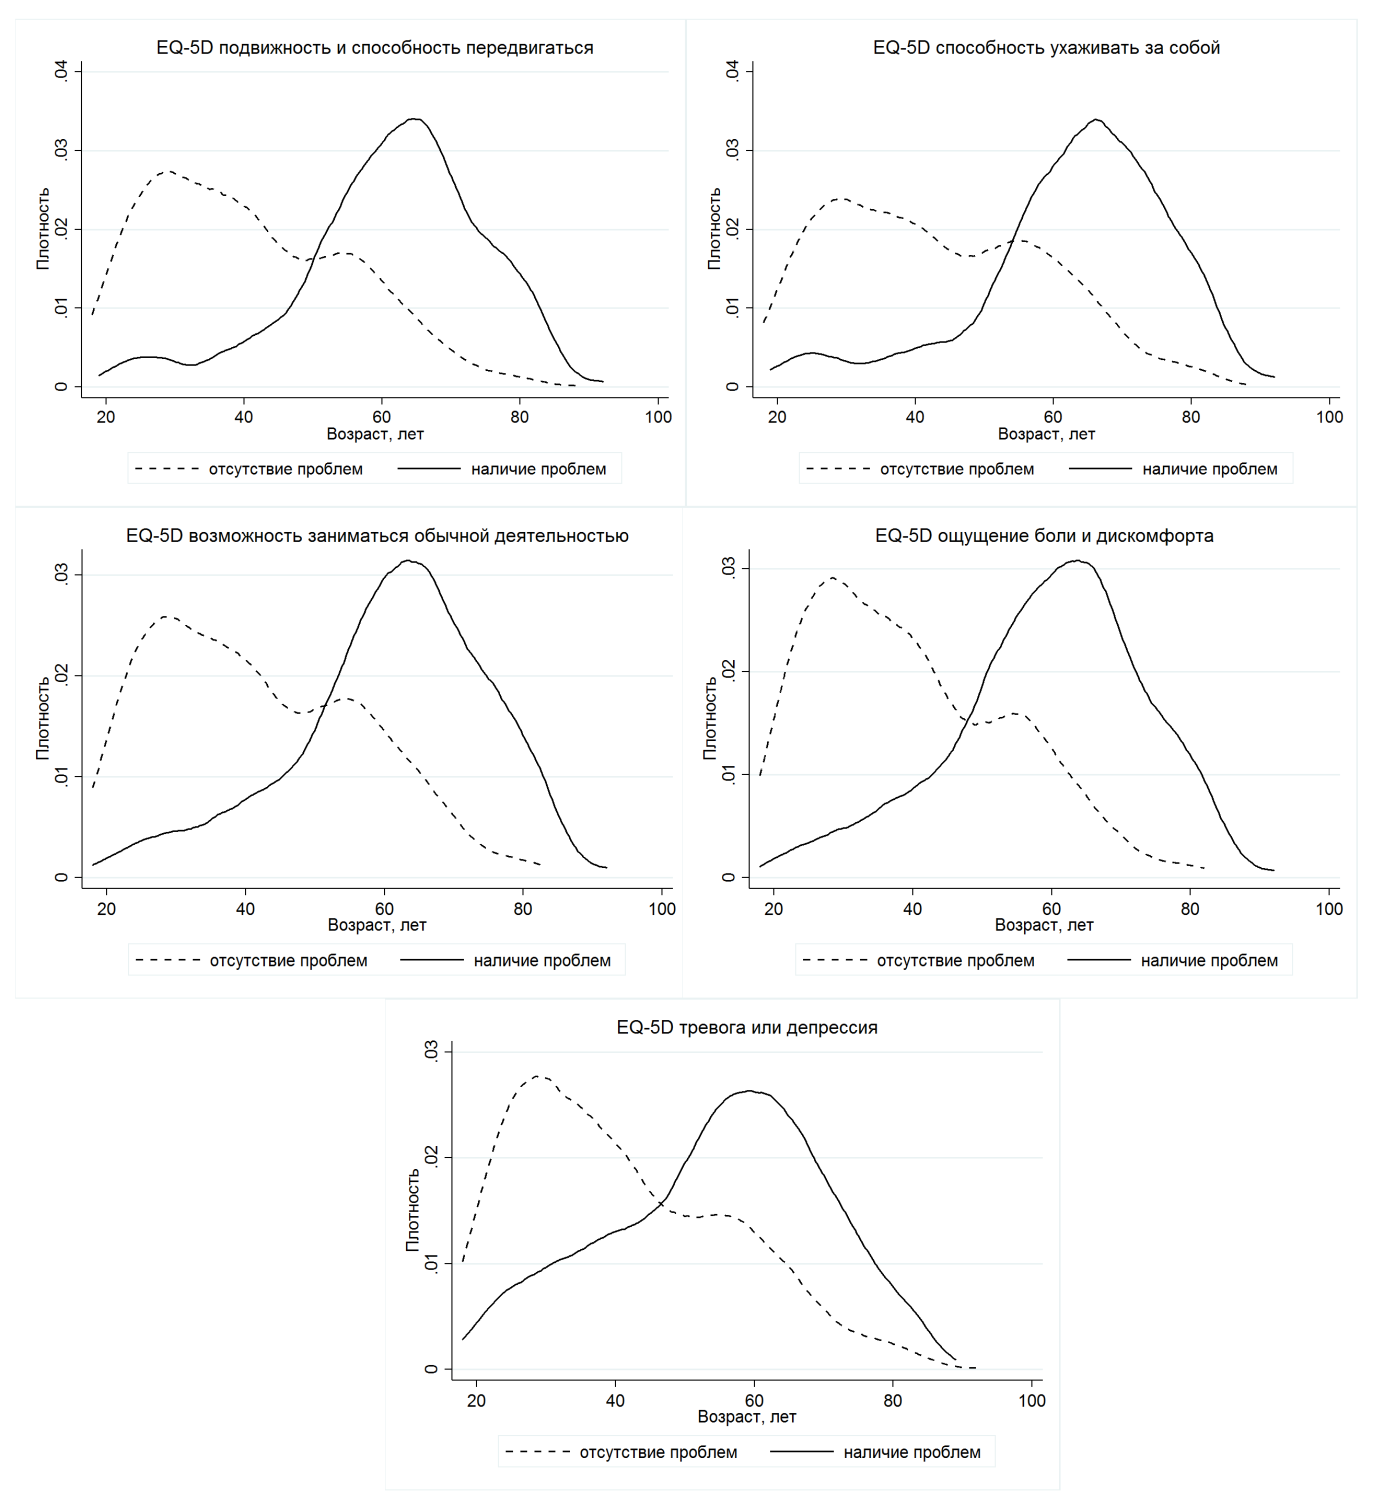 EQ-5D подвижность и способность передвигаться
.04
.03
.02
.01
0
Плотность
20 40 60 80 100
Возраст, лет
отсутствие проблем наличие проблем
EQ-5D способность ухаживать за собой
.04
.03
.02
.01
0
Плотность
20 40 60 80 100
Возраст, лет
отсутствие проблем наличие проблем
EQ-5D возможность заниматься обычной деятельностью
.03
.02
.01
0
Плотность
20 40 60 80 100
Возраст, лет
отсутствие проблем наличие проблем
EQ-5D ощущение боли и дискомфорта
.03
.02
.01
0
Плотность
20 40 60 80 100
Возраст, лет
отсутствие проблем наличие проблем
EQ-5D тревога или депрессия
.03
.02
.01
0
Плотность
20 40 60 80 100
Возраст, лет
отсутствие проблем наличие проблем